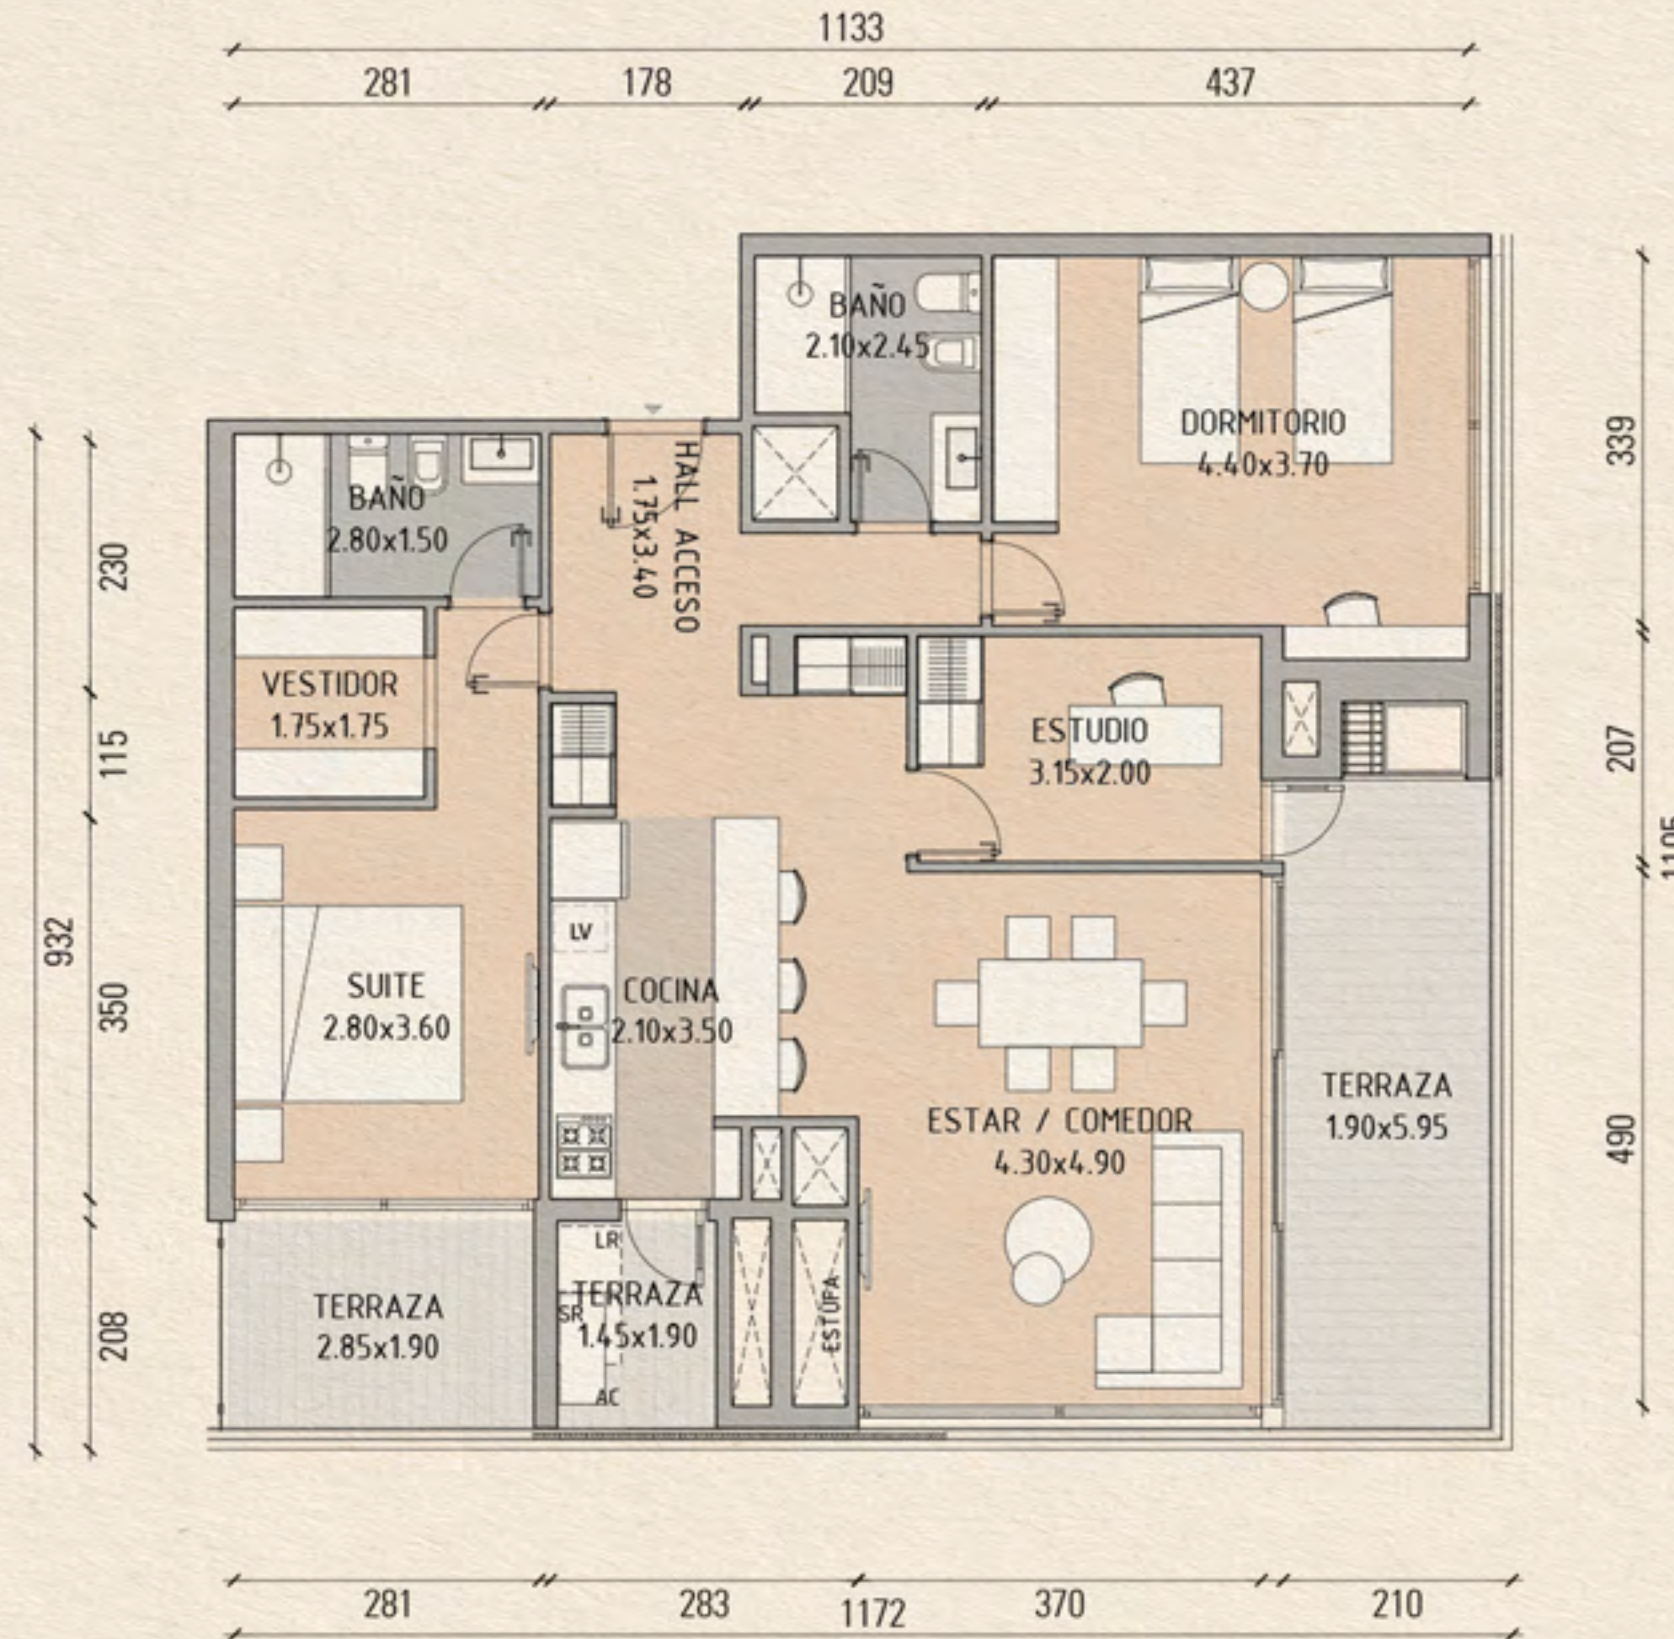 1133
281
178
209
437
BAÑO
2.10x2.45
DORMITORIO
4.40x3.70
HALL ACCESO
1.75x3.40
BAÑO
2.80x1.50
VESTIDOR
1.75x1.75
ESTUDIO
3.15x2.00
LV
SUITE
2.80x3.60
COCINA
2.10x3.50
ESTAR / COMEDOR
4.30x4.90
TERRAZA
1.90x5.95
TERRAZA
2.85x1.90
LR
TERRAZA
SR
1.45x1.90
AC
ESTUFA
932
230
115
350
208
339
207
490
1105
281
283
370
210
1172